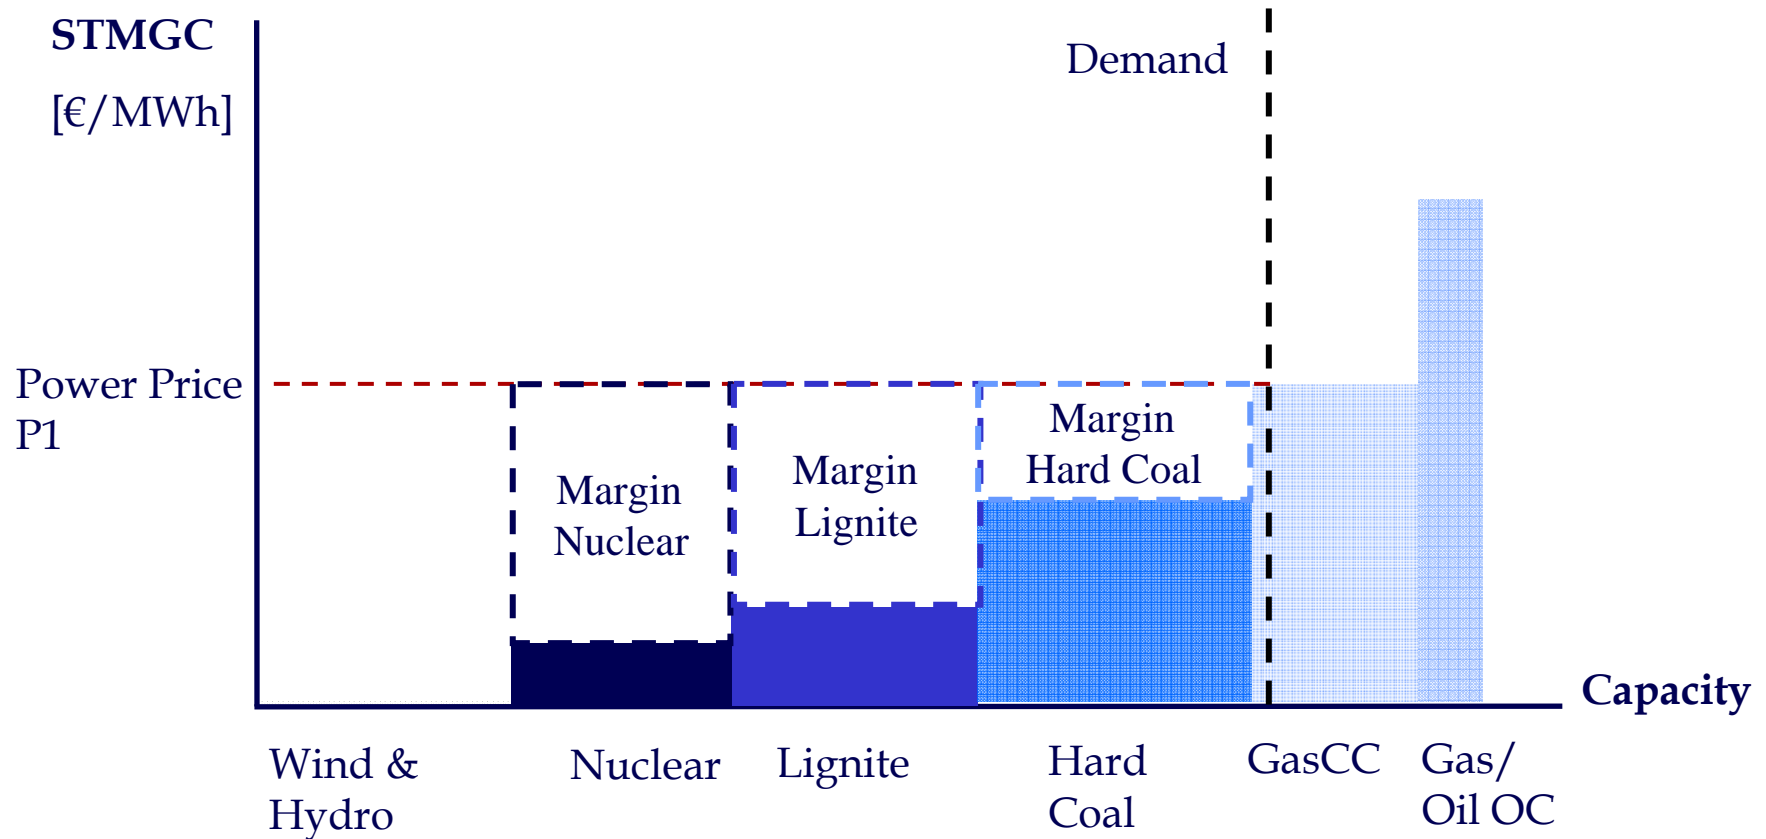 STMGC
[€/MWh]
Demand
Power Price
P1
Margin
Nuclear
Margin
Lignite
Margin
Hard Coal
Capacity
Wind &
Hydro
Nuclear
Lignite
Hard
Coal
GasCC
Gas/
Oil OC